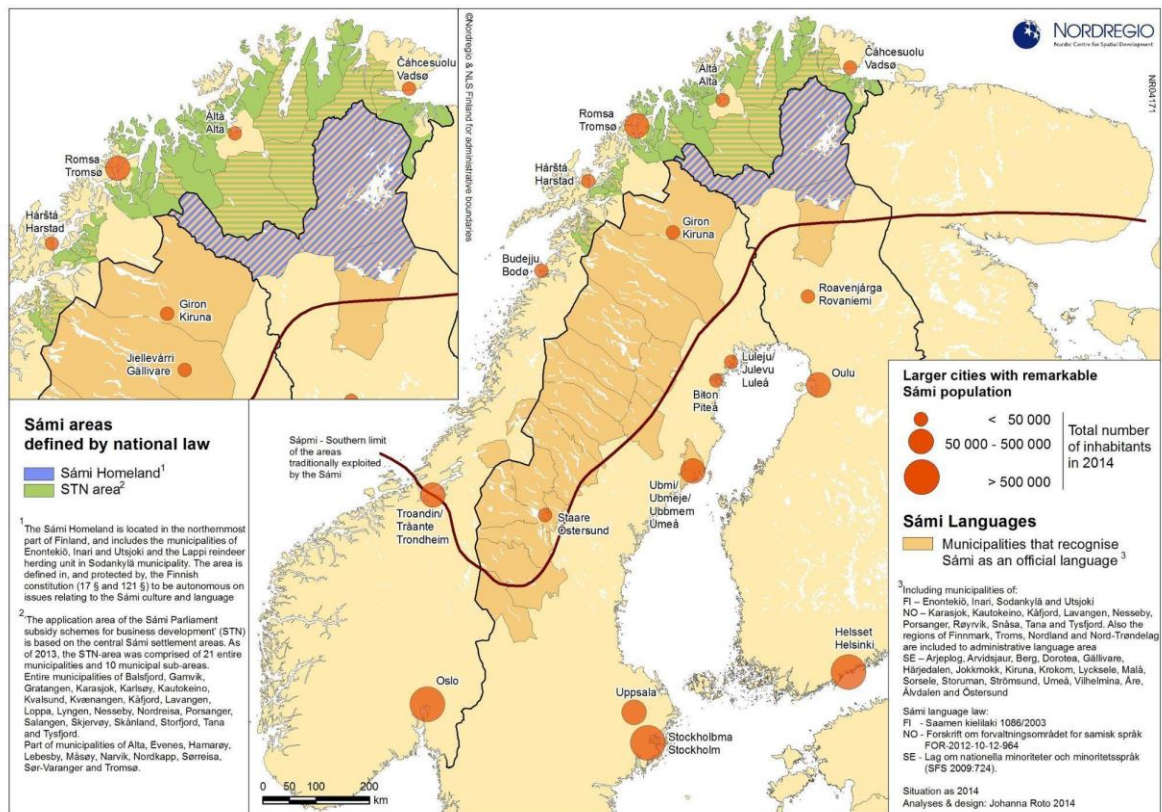 ©Nordregio & NLS Finland for administrative boundaries
NORDREGIO
Nordic Centre for Spatial Development
NR04171
Čáhcesuolu
Vadsø
Áltá
Alta
Romsa
Tromsø
Hárštá
Harstad
Giron
Kiruna
Jiellevárri
Gällivare
Čáhcesuolu
Vadsø
Áltá
Alta
Romsa
Tromsø
Hárštá
Harstad
Giron
Kiruna
Budejju
Bodø
Roavenjárga
Rovaniemi
Luleju/
Julevu
Luleå
Biton
Piteå
Oulu
Sápmi - Southern limit
of the areas
traditionally exploited
by the Sámi
Troandin/
Tråante
Trondheim
Staare
Östersund
Ubmi/
Ubmeje/
Ubbmem
Umeå
Oslo
Uppsala
Stockholbma
Stockholm
Helsset
Helsinki
0 50 100 200
km
Sámi areas
defined by national law
Sámi Homeland1
STN area2
1The Sámi Homeland is located in the northernmost
part of Finland, and includes the municipalities of
Enontekiö, Inari and Utsjoki and the Lappi reindeer
herding unit in Sodankylä municipality. The area is
defined in, and protected by, the Finnish
constitution (17 § and 121 §) to be autonomous on
issues relating to the Sámi culture and language
2'The application area of the Sámi Parliament
subsidy schemes for business development' (STN)
is based on the central Sámi settlement areas. As
of 2013, the STN-area was comprised of 21 entire
municipalities and 10 municipal sub-areas.
Entire municipalities of Balsfjord, Gamvik,
Gratangen, Karasjok, Karlsøy, Kautokeino,
Kvalsund, Kvænangen, Kåfjord, Lavangen,
Loppa, Lyngen, Nesseby, Nordreisa, Porsanger,
Salangen, Skjervøy, Skånland, Storfjord, Tana
and Tysfjord.
Part of municipalities of Alta, Evenes, Hamarøy,
Lebesby, Måsøy, Narvik, Nordkapp, Sørreisa,
Sør-Varanger and Tromsø.
Larger cities with remarkable
Sámi population
< 50 000
50 000 - 500 000
> 500 000
Total number
of inhabitants
in 2014
Sámi Languages
Municipalities that recognise
Sámi as an official language 3
3Including municipalities of:
FI – Enontekiö, Inari, Sodankylä and Utsjoki
NO - Karasjok, Kautokeino, Kåfjord, Lavangen, Nesseby,
Porsanger, Røyrvik, Snåsa, Tana and Tysfjord. Also the
regions of Finnmark, Troms, Nordland and Nord-Trøndelag
are included to administrative language area
SE – Arjeplog, Arvidsjaur, Berg, Dorotea, Gällivare,
Härjedalen, Jokkmokk, Kiruna, Krokom, Lycksele, Malå,
Sorsele, Storuman, Strömsund, Umeå, Vilhelmina, Åre,
Älvdalen and Östersund
Sámi language law:
FI - Saamen kielilaki 1086/2003
NO - Forskrift om forvaltningsområdet for samisk språk
FOR-2012-10-12-964
SE - Lag om nationella minoriteter och minoritetsspråk
(SFS 2009:724).
Situation as 2014
Analyses & design: Johanna Roto 2014